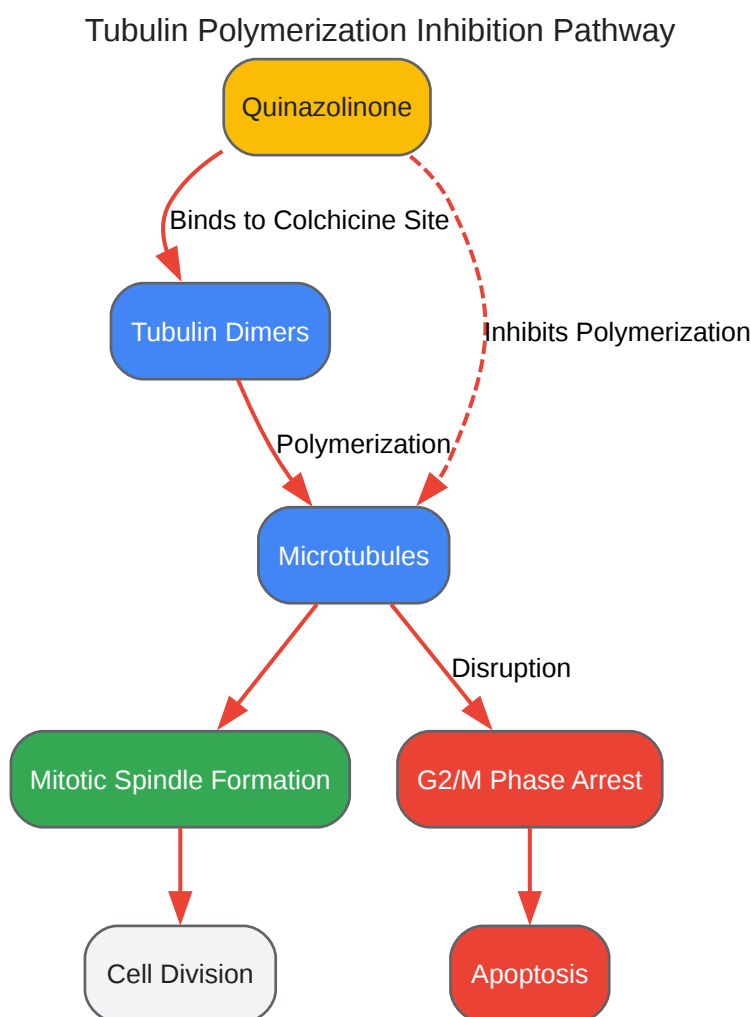 Tubulin Polymerization Inhibition Pathway
Quinazolinone
Binds to Colchicine Site
Tubulin Dimers
Inhibits Polymerization
Polymerization
Microtubules
Disruption
Mitotic Spindle Formation
G2/M Phase Arrest
Cell Division
Apoptosis